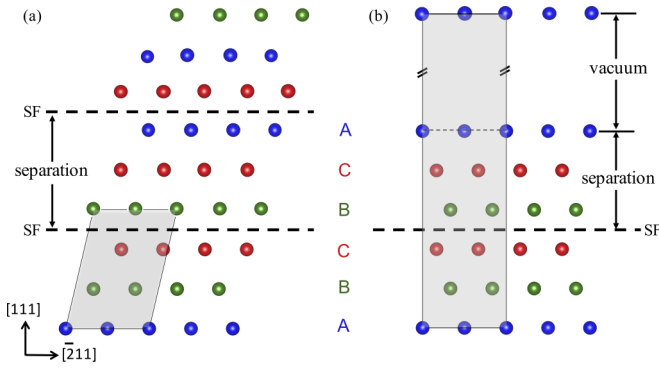 (a)
(b)
SF
separation
SF
[111]
[2̄11]
A
C
B
C
B
A
vacuum
separation
SF